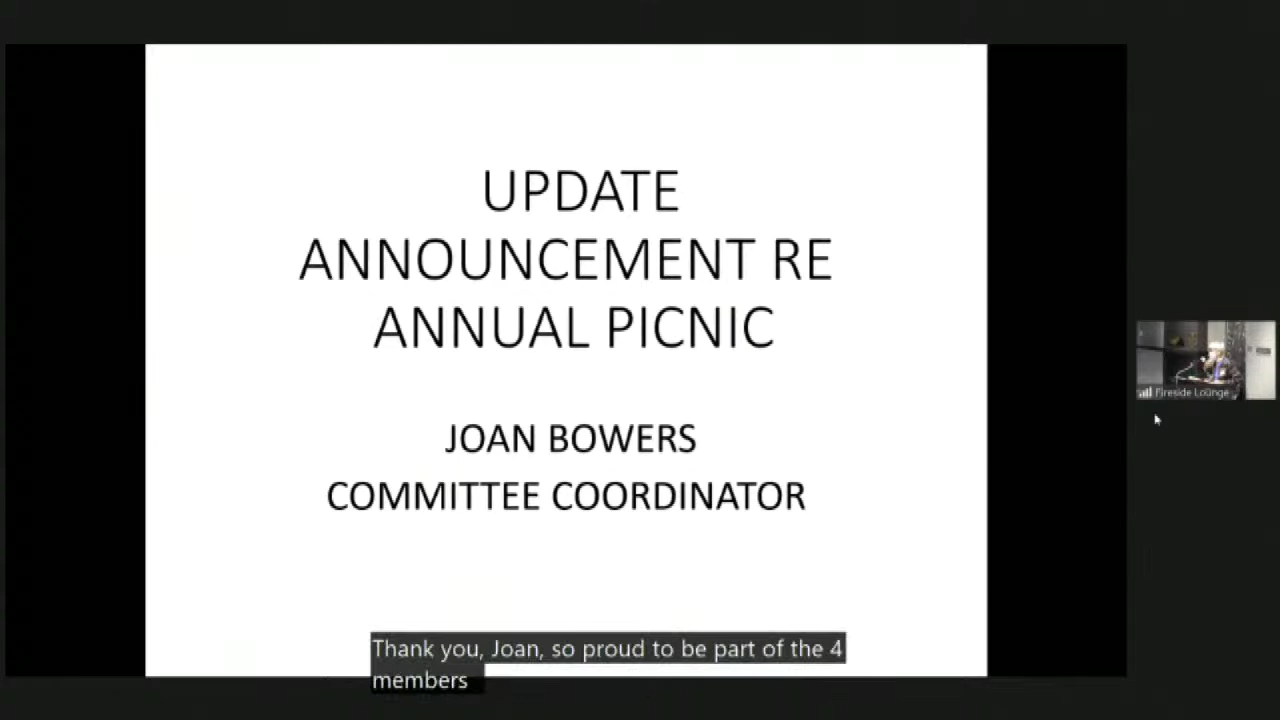 UPDATE
ANNOUNCEMENT RE
ANNUAL PICNIC
JOAN BOWERS
COMMITTEE COORDINATOR
Fireside Lounge
Thank you, Joan, so proud to be part of the 4
members